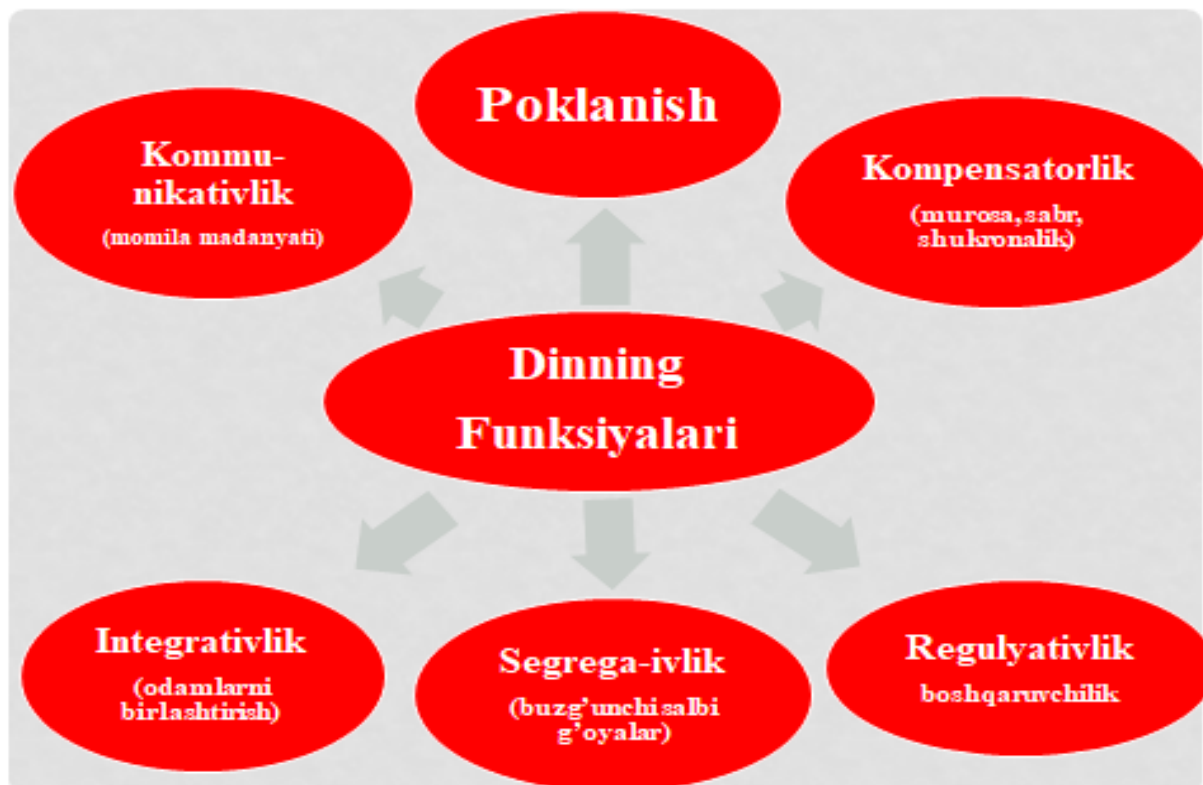 Poklanish
Kommu-
nikativlik
(momila madanyati)
Kompensatorlik
(murosa, sabr,
shukronalik)
Dinning
Funksiyalari
Integrativlik
(odamlarni
birlashtirish)
Segrega-ivlik
(buzg’unchi salbi
g’oyalar)
Regulyativlik
boshqaruvchilik